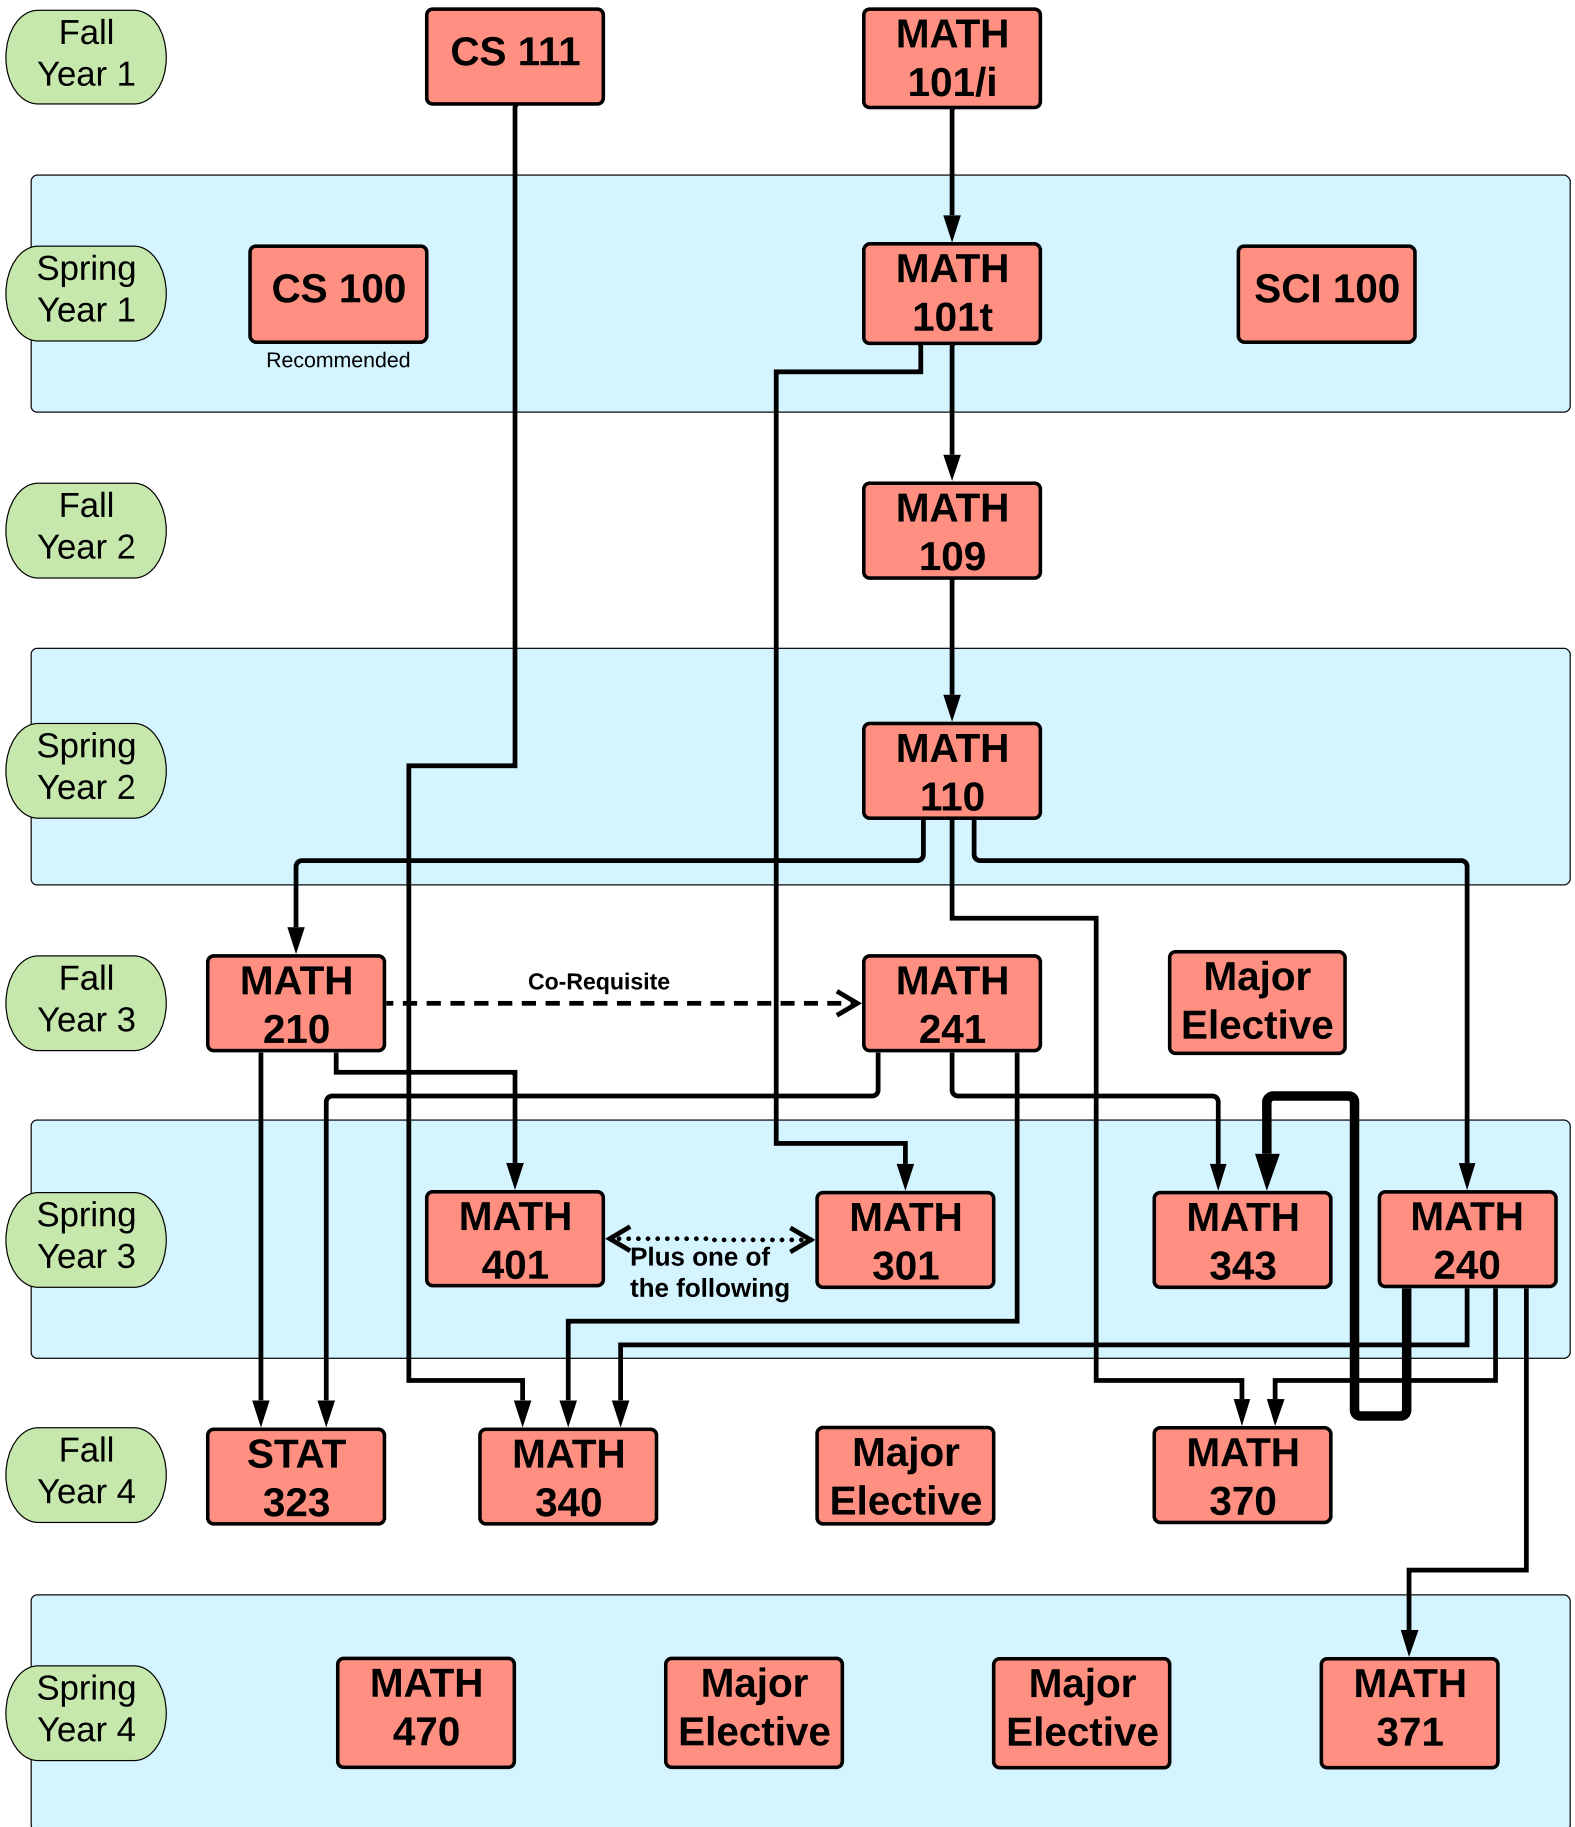 Fall
Year 1
CS 111
MATH
101/i
Spring
Year 1
CS 100
Recommended
MATH
101t
SCI 100
Fall
Year 2
MATH
109
Spring
Year 2
MATH
110
Fall
Year 3
MATH
210
Co-Requisite
MATH
241
Major
Elective
Spring
Year 3
MATH
401
Plus one of
the following
MATH
301
MATH
343
MATH
240
Fall
Year 4
STAT
323
MATH
340
Major
Elective
MATH
370
Spring
Year 4
MATH
470
Major
Elective
Major
Elective
MATH
371